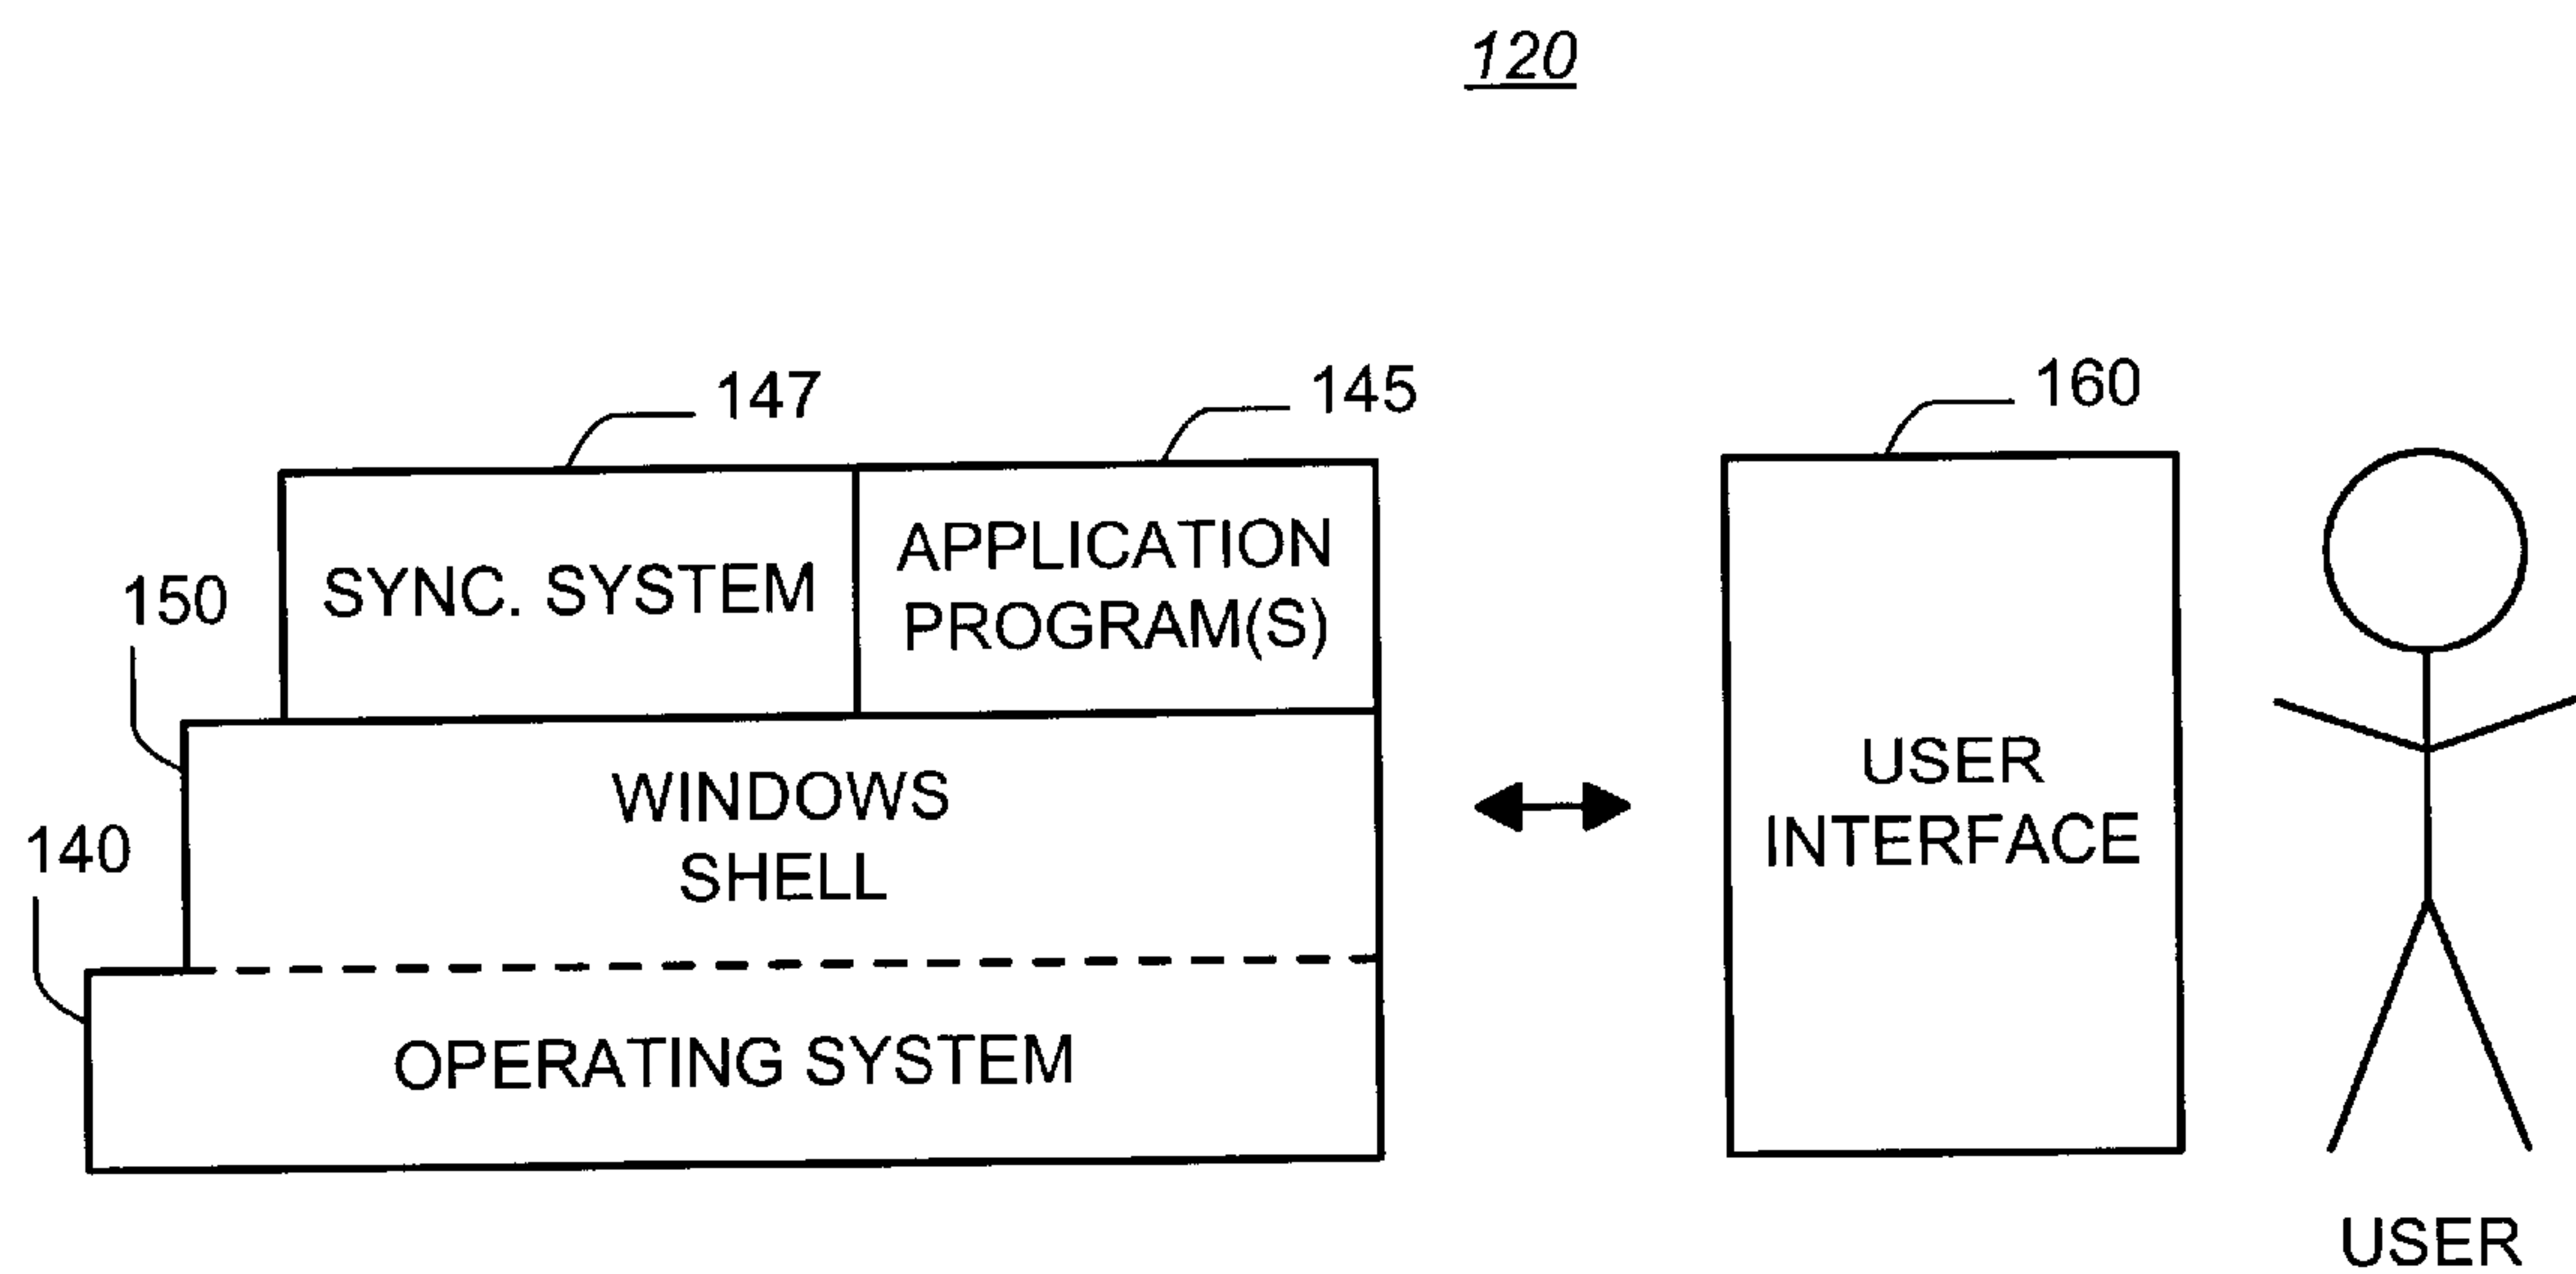 120
147
145
160
SYNC. SYSTEM
APPLICATION
PROGRAM(S)
150
WINDOWS
SHELL
140
OPERATING SYSTEM
USER
INTERFACE
USER